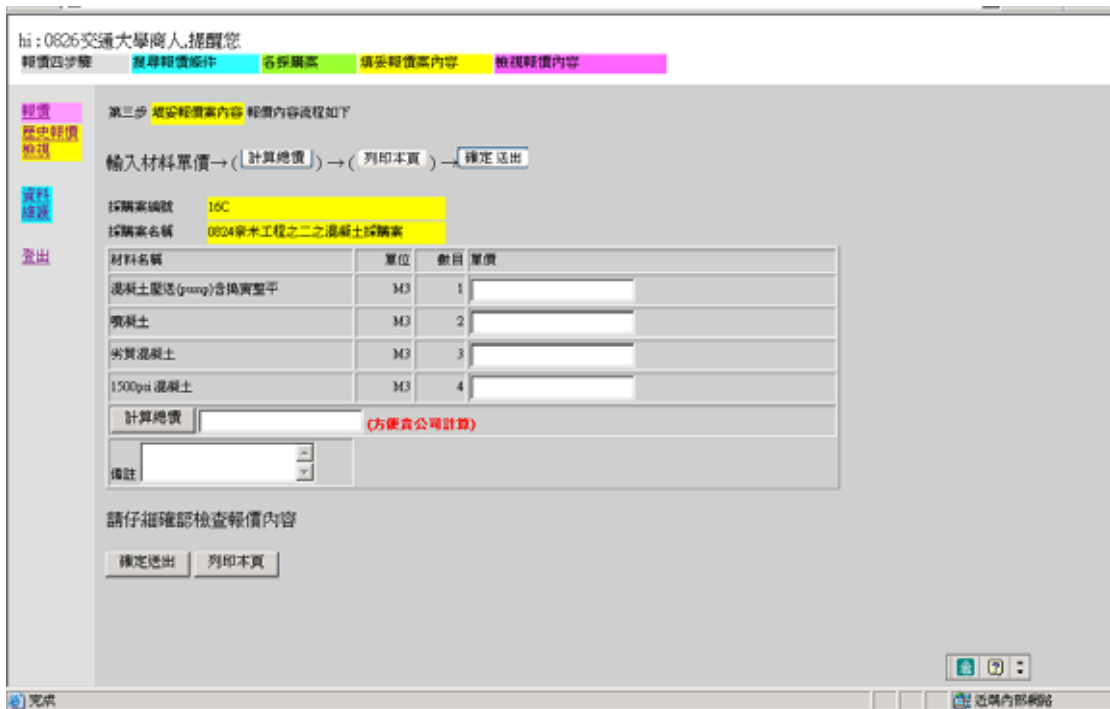 hi : 0826交通大學商人,提醒您
報價四步驟 搜尋報價條件 各採購案 填妥報價案內容 檢視報價內容
報價
歷史報價
檢視
資料
維護
登出
第三步 填妥報價案內容 報價內容流程如下
輸入材料單價→( 計算總價 )→( 列印本頁 )→ 確定 送出
採購案編號 16C
採購案名稱 0824奈米工程之二之混凝土採購案
材料名稱 單位 數目 單價
混凝土壓送(pump)含搗實整平 M3 1
噴凝土 M3 2
劣質混凝土 M3 3
1500psi 混凝土 M3 4
計算總價 (方便貴公司計算)
備註
請仔細確認檢查報價內容
確定送出 列印本頁
完成 近端內部網路